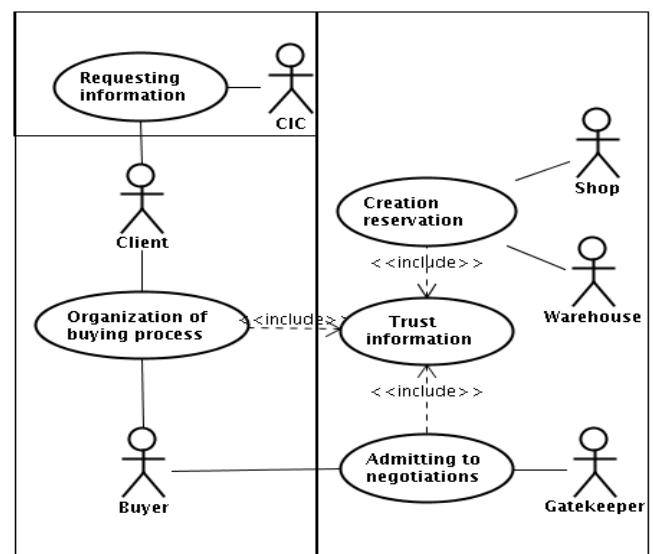 Requesting
information
CIC
Client
Organization of
buying process
<<include>>
Buyer
Shop
Creation
reservation
<<include>>
Warehouse
Trust
information
<<include>>
Admitting to
negotiations
Gatekeeper